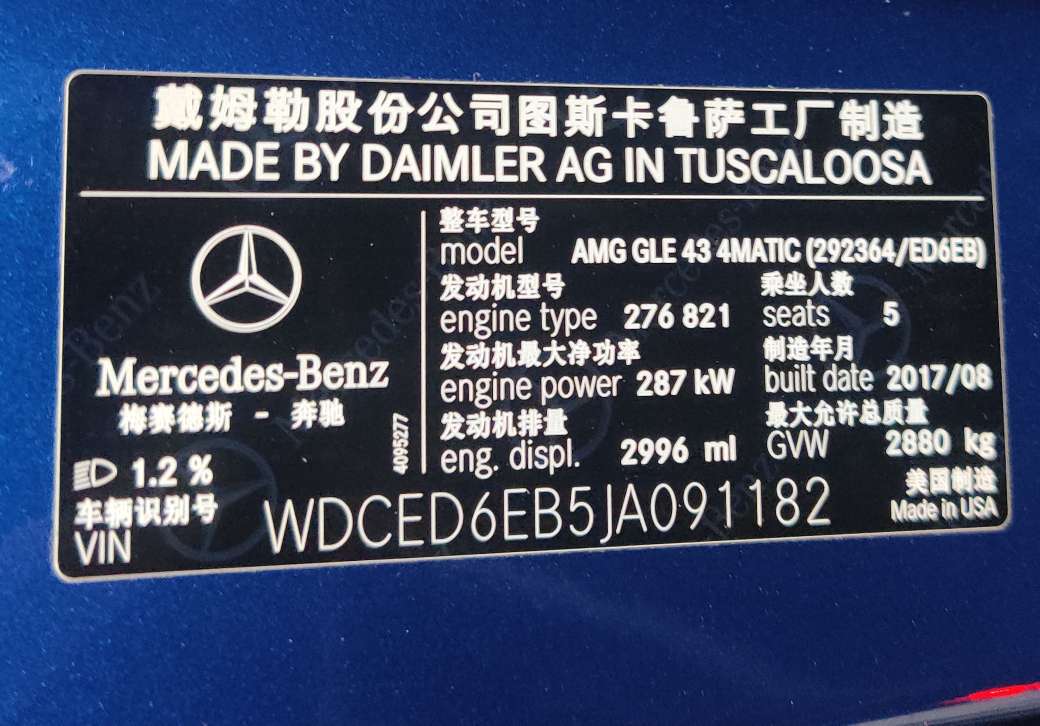 戴姆勒股份公司图斯卡鲁萨工厂制造
MADE BY DAIMLER AG IN TUSCALOOSA
整车型号
model AMG GLE 43 4MATIC (292364/ED6EB)
发动机型号 乘坐人数
engine type 276 821 seats 5
发动机最大净功率 制造年月
engine power 287 kW built date 2017/08
发动机排量 最大允许总质量
eng. displ. 2996 ml GVW 2880 kg
Mercedes-Benz
梅赛德斯 - 奔驰
4095277
1.2 %
车辆识别号
VIN WDCED6EB5JA091182
美国制造
Made in USA